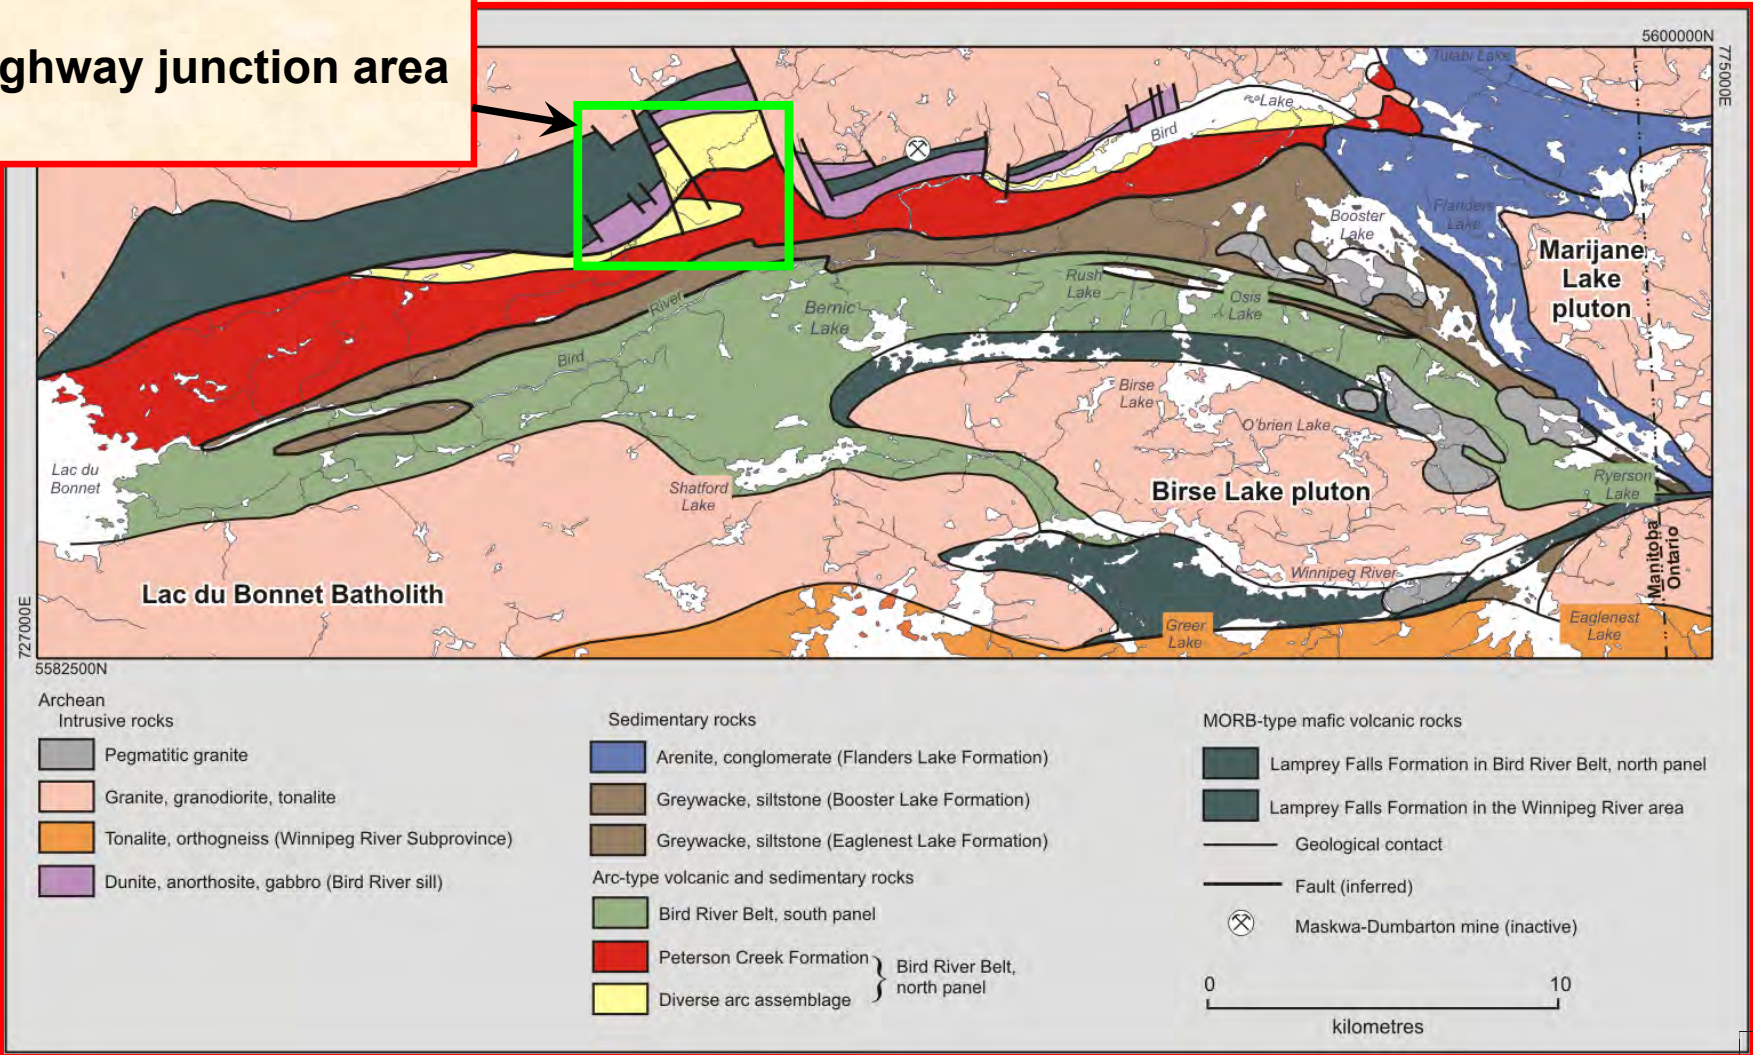 ghway junction area
5600000N
775000E
Tulabi Lake
Lake
Bird
Booster
Lake
Flanders
Lake
Marijane
Lake
pluton
Rush
Lake
Osis
Lake
Bernic
Lake
River
Bird
Birse
Lake
O'brien Lake
Lac du
Bonnet
Shatford
Lake
Birse Lake pluton
Ryerson
Lake
Manitoba
Ontario
Winnipeg River
Lac du Bonnet Batholith
Greer
Lake
Eaglenest
Lake
727000E
5582500N
Archean
Intrusive rocks
Pegmatitic granite
Granite, granodiorite, tonalite
Tonalite, orthogneiss (Winnipeg River Subprovince)
Dunite, anorthosite, gabbro (Bird River sill)
Sedimentary rocks
Arenite, conglomerate (Flanders Lake Formation)
Greywacke, siltstone (Booster Lake Formation)
Greywacke, siltstone (Eaglenest Lake Formation)
Arc-type volcanic and sedimentary rocks
Bird River Belt, south panel
Peterson Creek Formation
Diverse arc assemblage
Bird River Belt,
north panel
MORB-type mafic volcanic rocks
Lamprey Falls Formation in Bird River Belt, north panel
Lamprey Falls Formation in the Winnipeg River area
Geological contact
Fault (inferred)
Maskwa-Dumbarton mine (inactive)
0 10
kilometres